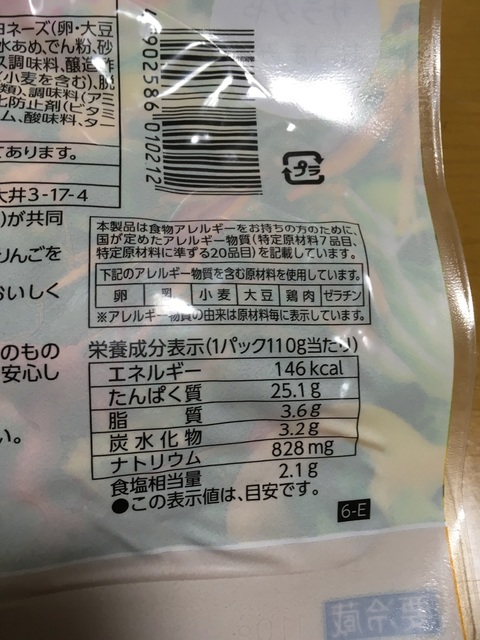 ヨネーズ(卵・大豆
水あめ、でん粉、砂
ス調味料、醸造酢
(小麦を含む)、脱
類)、調味料(アミ
化防止剤(ビタミ
ム、酸味料、ター
てあります。
大井3-17-4
)が共同
りんごを
おいしく
のもの
安心し
い。
4 902586 010212
プラ
本製品は食物アレルギーをお持ちの方のために、
国が定めたアレルギー物質(特定原材料7品目、
特定原材料に準ずる20品目)を記載しています。
下記のアレルギー物質を含む原材料を使用しています。
卵 乳 小麦 大豆 鶏肉 ゼラチン
※アレルギー物質の由来は原材料毎に表示しています。
栄養成分表示(1パック110g当たり)
エネルギー 146kcal
たんぱく質 25.1g
脂質 3.6g
炭水化物 3.2g
ナトリウム 828mg
食塩相当量 2.1g
●この表示値は、目安です。
6-E
要冷蔵